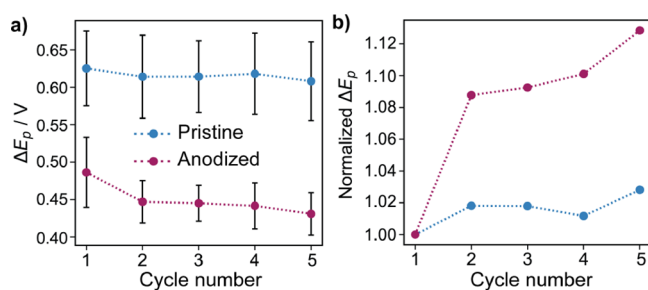 a)
ΔEp / V
0.65
0.60
0.55
0.50
0.45
0.40
Pristine
Anodized
1 2 3 4 5
Cycle number
b)
Normalized ΔEp
1.12
1.10
1.08
1.06
1.04
1.02
1.00
1 2 3 4 5
Cycle number